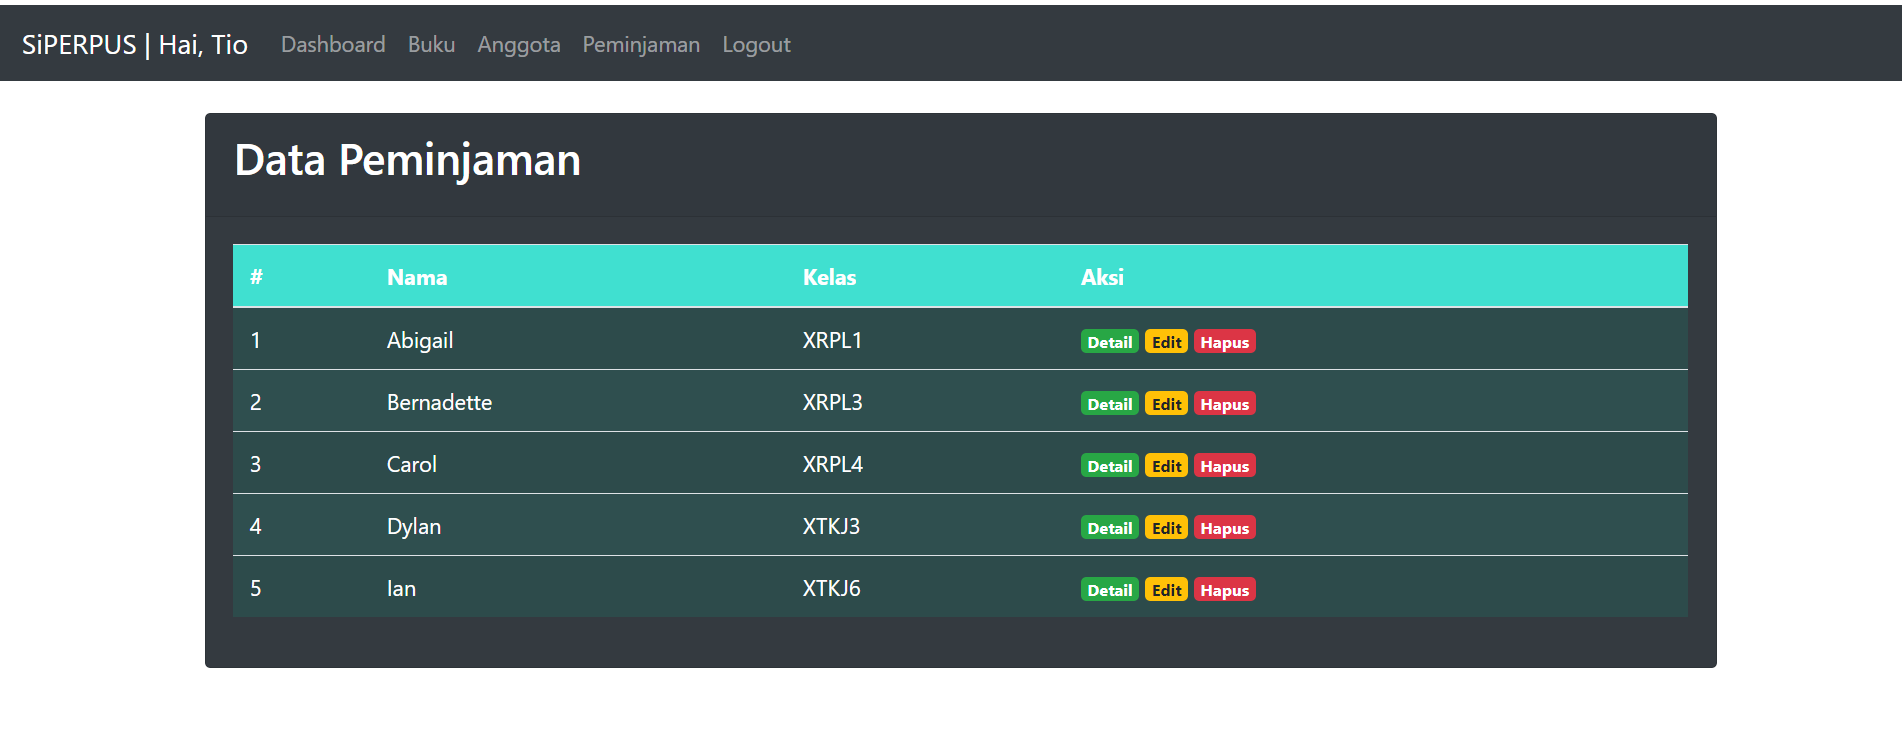 SiPERPUS | Hai, Tio Dashboard Buku Anggota Peminjaman Logout
Data Peminjaman
# Nama Kelas Aksi
1 Abigail XRPL1 Detail Edit Hapus
2 Bernadette XRPL3 Detail Edit Hapus
3 Carol XRPL4 Detail Edit Hapus
4 Dylan XTKJ3 Detail Edit Hapus
5 Ian XTKJ6 Detail Edit Hapus